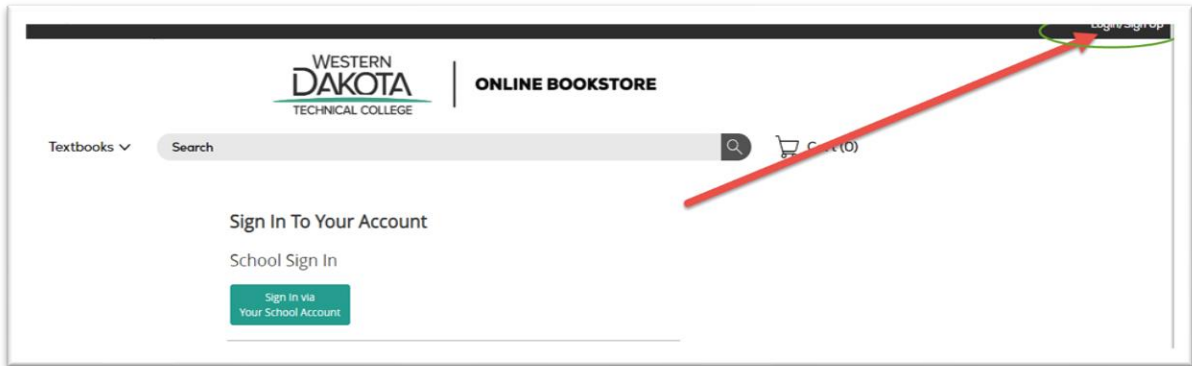 Login/Sign Up
WESTERN
DAKOTA
TECHNICAL COLLEGE
ONLINE BOOKSTORE
Textbooks
Search
Cart (0)
Sign In To Your Account
School Sign In
Sign In via
Your School Account